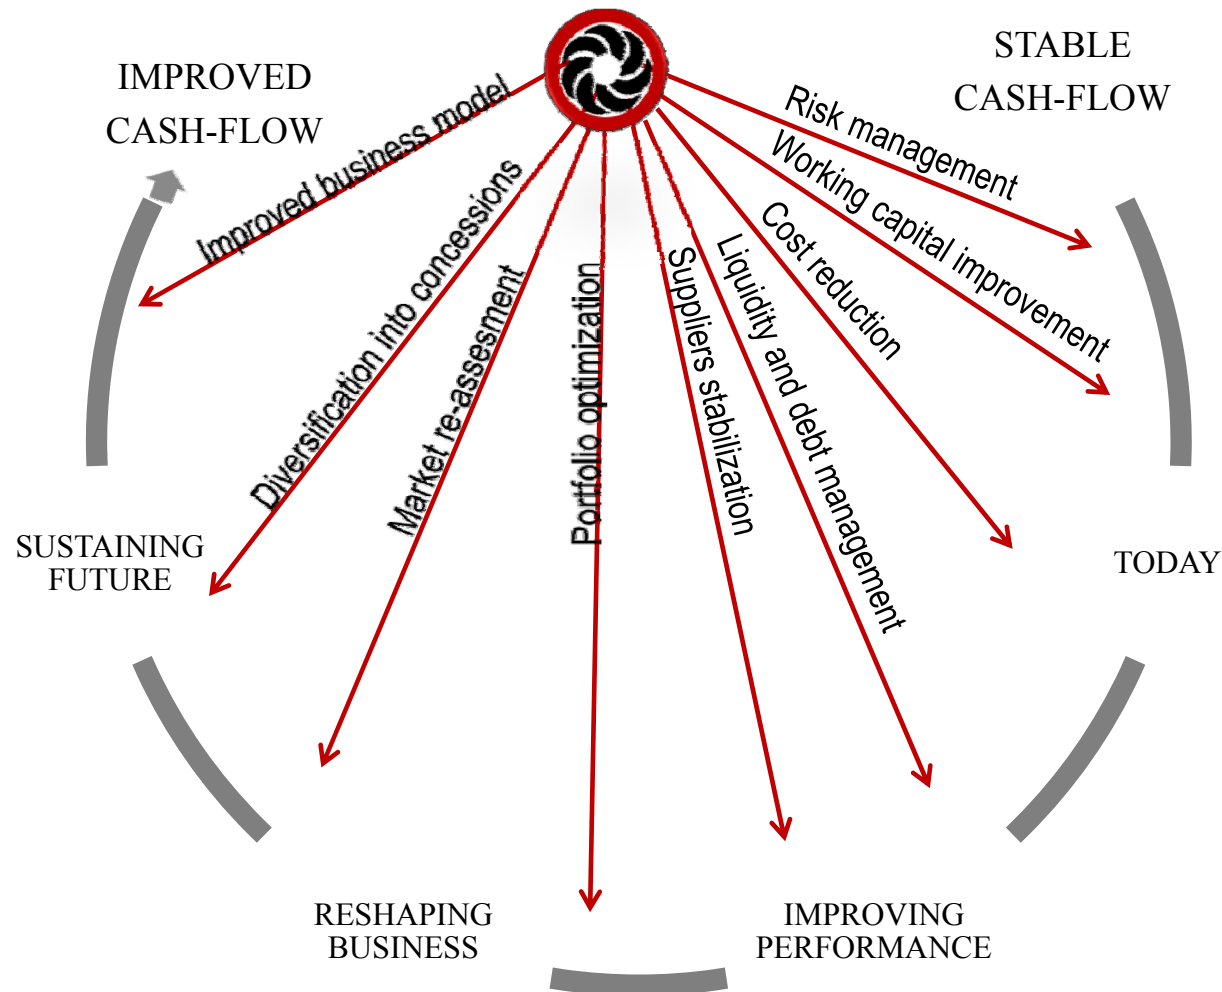 IMPROVED
CASH-FLOW
STABLE
CASH-FLOW
Improved business model
Diversification into concessions
Market re-assesment
Portfolio optimization
Suppliers stabilization
Liquidity and debt management
Cost reduction
Working capital improvement
Risk management
SUSTAINING
FUTURE
TODAY
RESHAPING
BUSINESS
IMPROVING
PERFORMANCE